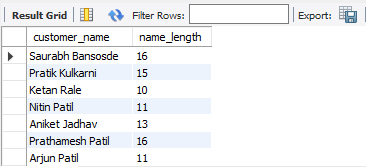 Result Grid Filter Rows: Export:
customer_name name_length
Saurabh Bansosde 16
Pratik Kulkarni 15
Ketan Rale 10
Nitin Patil 11
Aniket Jadhav 13
Prathamesh Patil 16
Arjun Patil 11